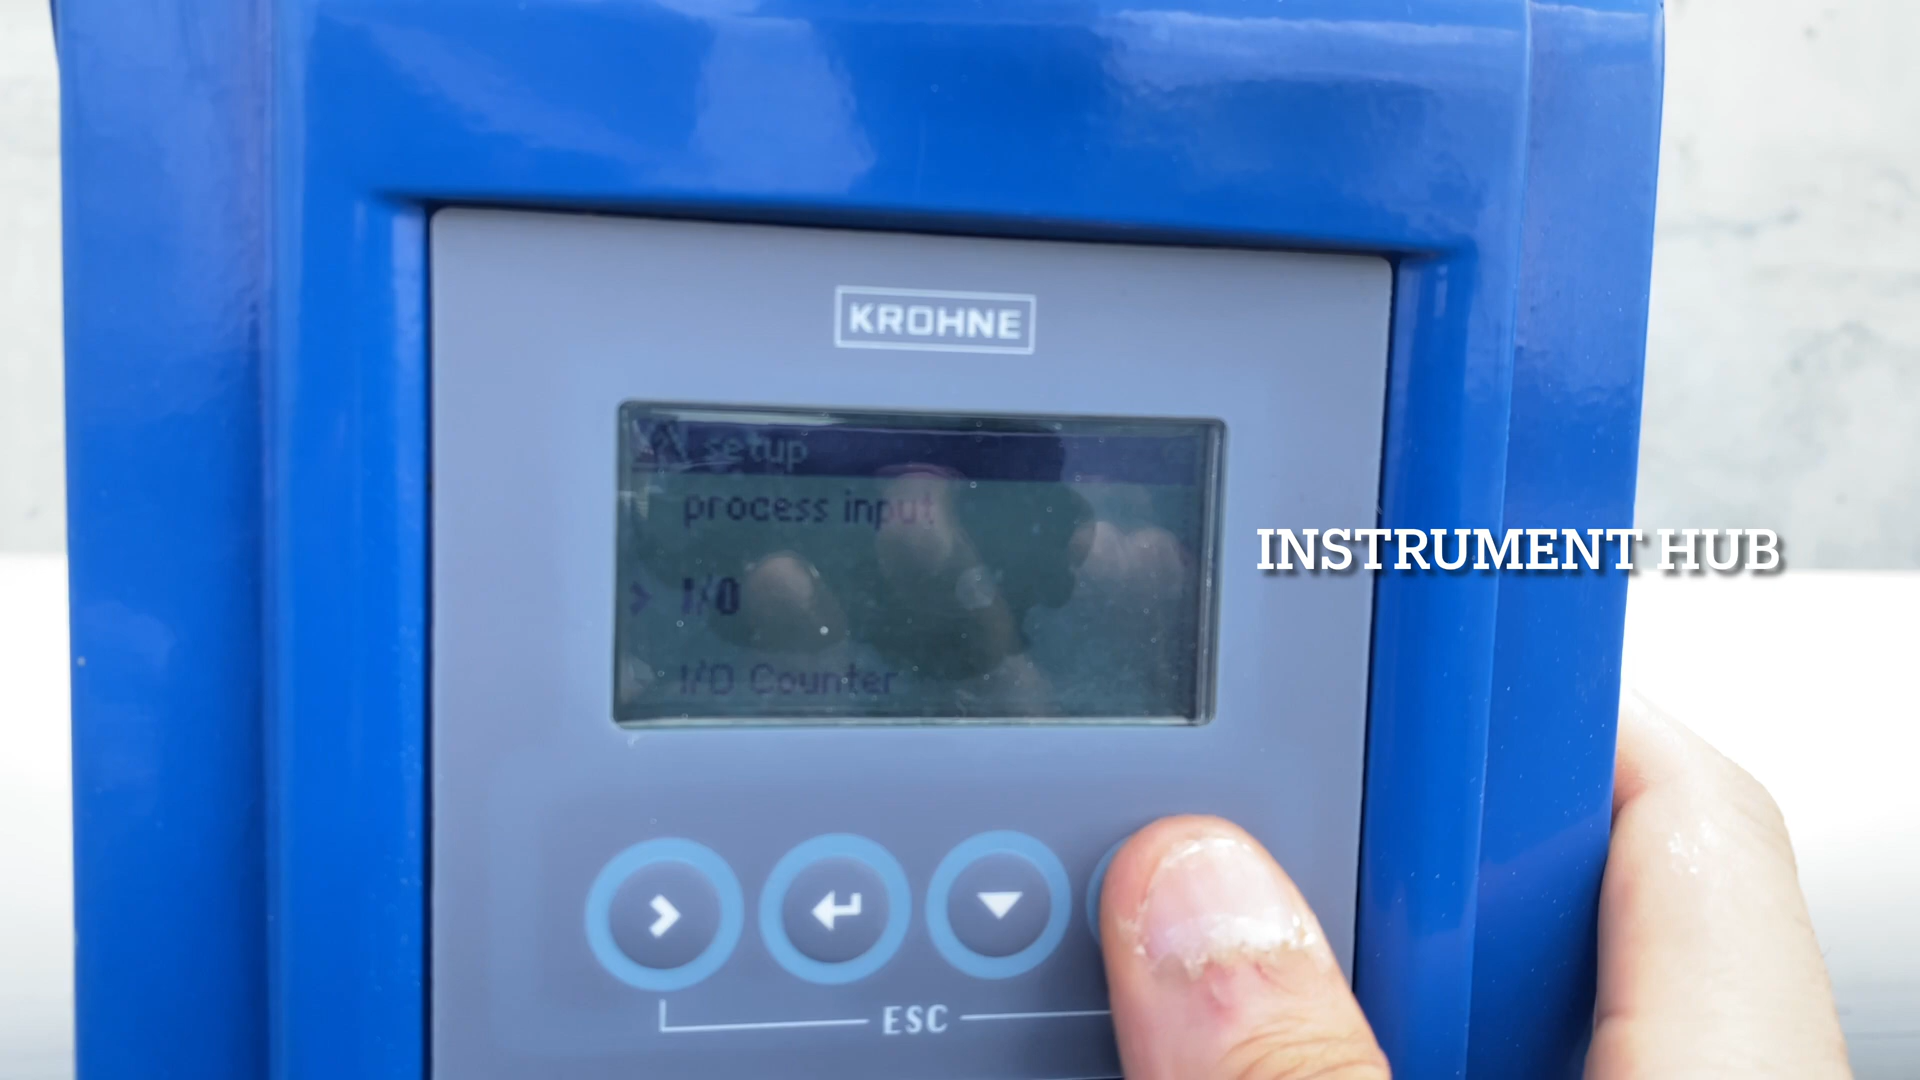 KROHNE
setup
process input
> I/O
I/O Counter
INSTRUMENT HUB
ESC